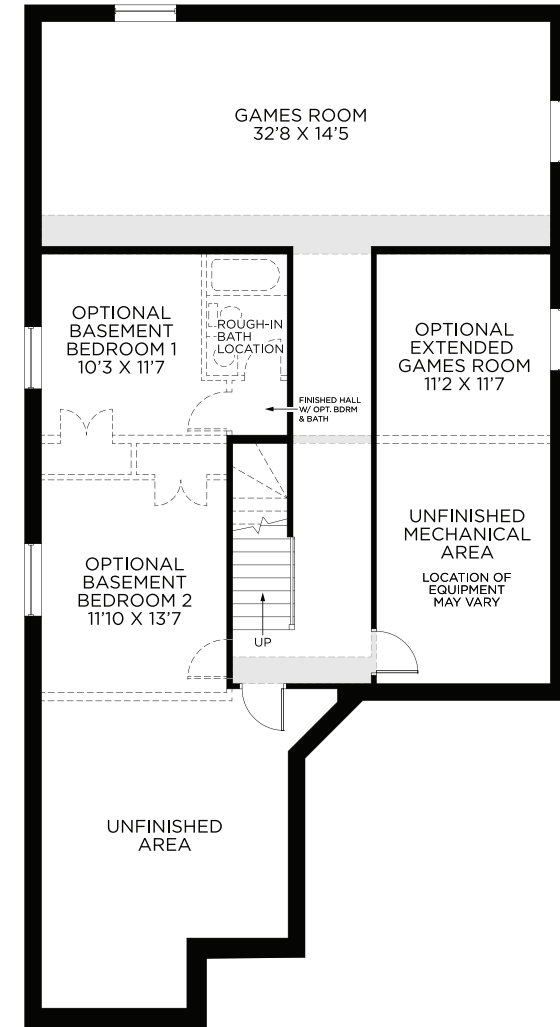 GAMES ROOM
32'8 X 14'5
OPTIONAL
BASEMENT
BEDROOM 1
10'3 X 11'7
ROUGH-IN
BATH
LOCATION
OPTIONAL
EXTENDED
GAMES ROOM
11'2 X 11'7
FINISHED HALL
W/ OPT. BDRM
& BATH
UNFINISHED
MECHANICAL
AREA
LOCATION OF
EQUIPMENT
MAY VARY
OPTIONAL
BASEMENT
BEDROOM 2
11'10 X 13'7
UP
UNFINISHED
AREA